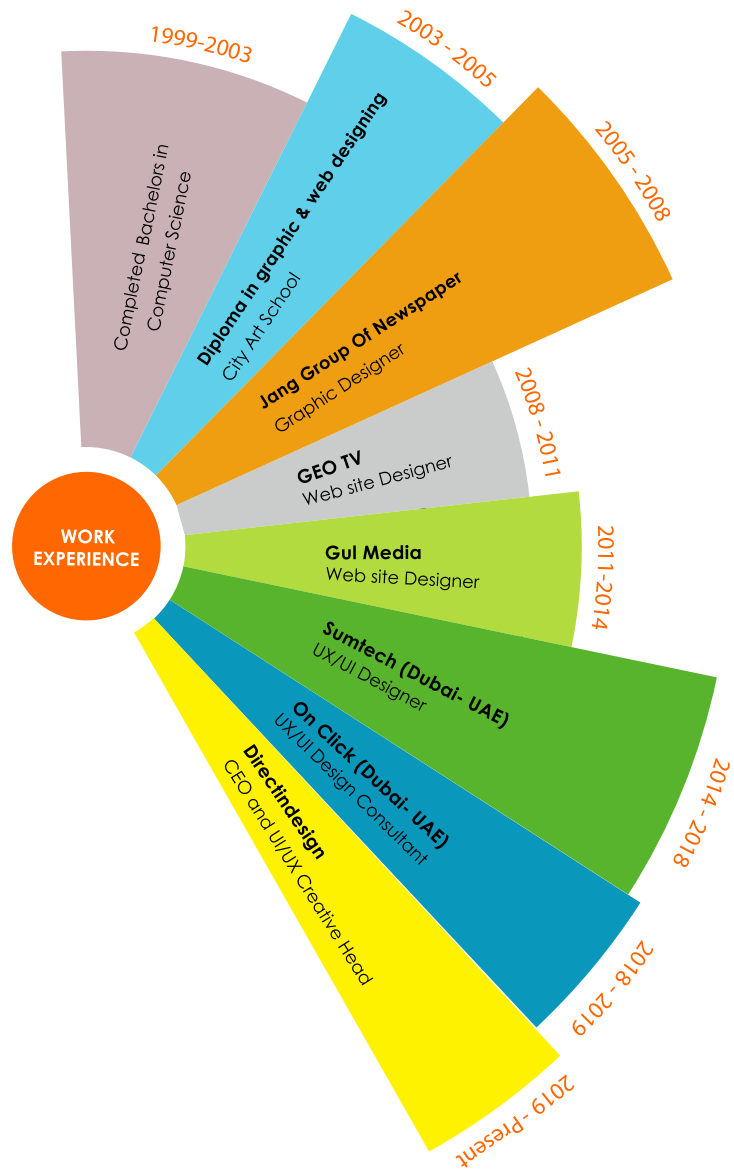 1999-2003
Completed Bachelors in
Computer Science
2003 - 2005
Diploma in graphic & web designing
City Art School
2005 - 2008
Jang Group Of Newspaper
Graphic Designer
2008 - 2011
GEO TV
Web site Designer
WORK
EXPERIENCE
2011-2014
Gul Media
Web site Designer
2014 - 2018
Sumtech (Dubai- UAE)
UX/UI Designer
2018 - 2019
On Click (Dubai- UAE)
UX/UI Design Consultant
2019 - Present
Directindesign
CEO and UI/UX Creative Head